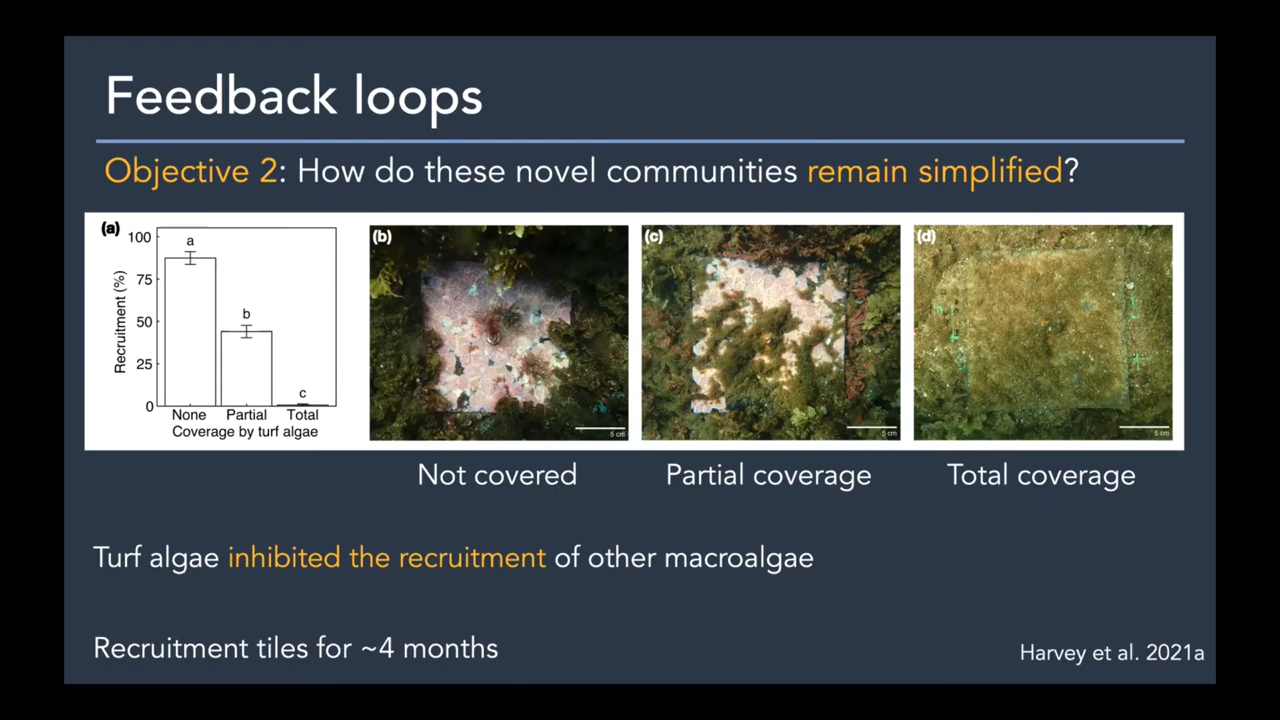 Feedback loops
Objective 2: How do these novel communities remain simplified?
(a)
100
75
50
25
0
Recruitment (%)
a
b
c
None Partial Total
Coverage by turf algae
(b)
5 cm
(c)
5 cm
(d)
5 cm
Not covered
Partial coverage
Total coverage
Turf algae inhibited the recruitment of other macroalgae
Recruitment tiles for ~4 months
Harvey et al. 2021a